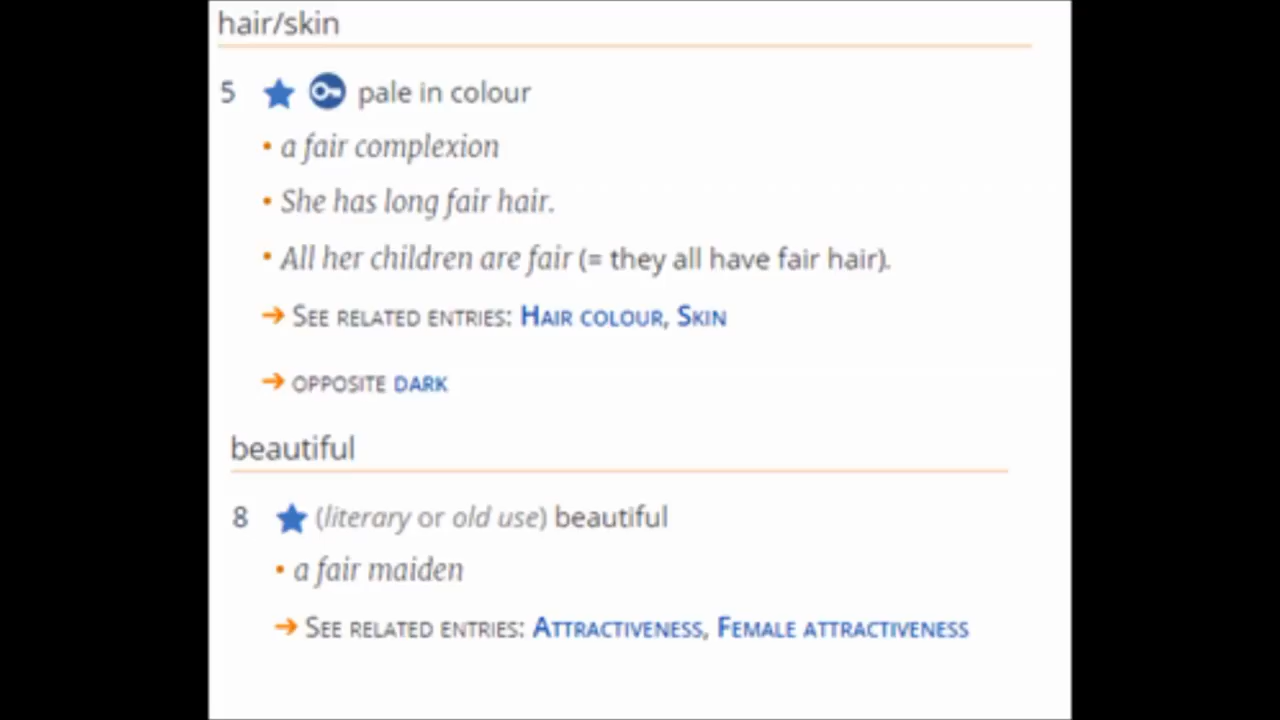 hair/skin
5 pale in colour
• a fair complexion
• She has long fair hair.
• All her children are fair (= they all have fair hair).
➔ SEE RELATED ENTRIES: HAIR COLOUR, SKIN
➔ OPPOSITE DARK
beautiful
8 (literary or old use) beautiful
• a fair maiden
➔ SEE RELATED ENTRIES: ATTRACTIVENESS, FEMALE ATTRACTIVENESS